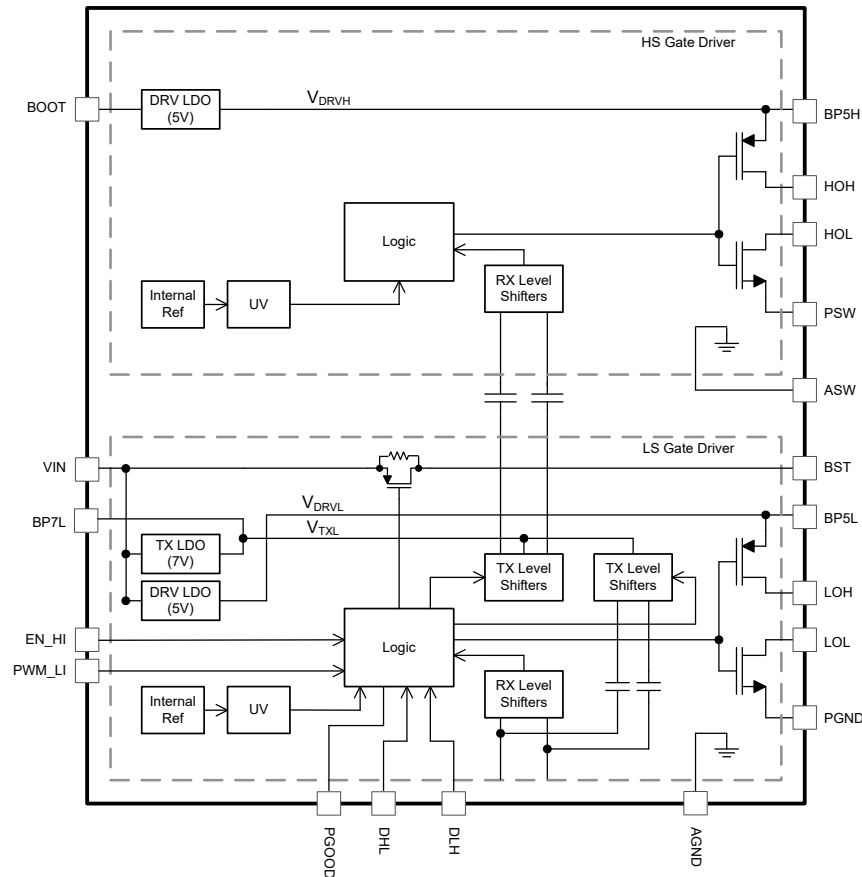 HS Gate Driver
BOOT
DRV LDO
(5V)
VDRVH
BP5H
HOH
HOL
Logic
RX Level
Shifters
Internal
Ref
UV
PSW
ASW
LS Gate Driver
VIN
BST
BP7L
VDRVL
BP5L
VTXL
TX LDO
(7V)
TX Level
Shifters
TX Level
Shifters
DRV LDO
(5V)
LOH
EN_HI
Logic
LOL
PWM_LI
RX Level
Shifters
Internal
Ref
UV
PGND
PGOOD
DHL
DLH
AGND